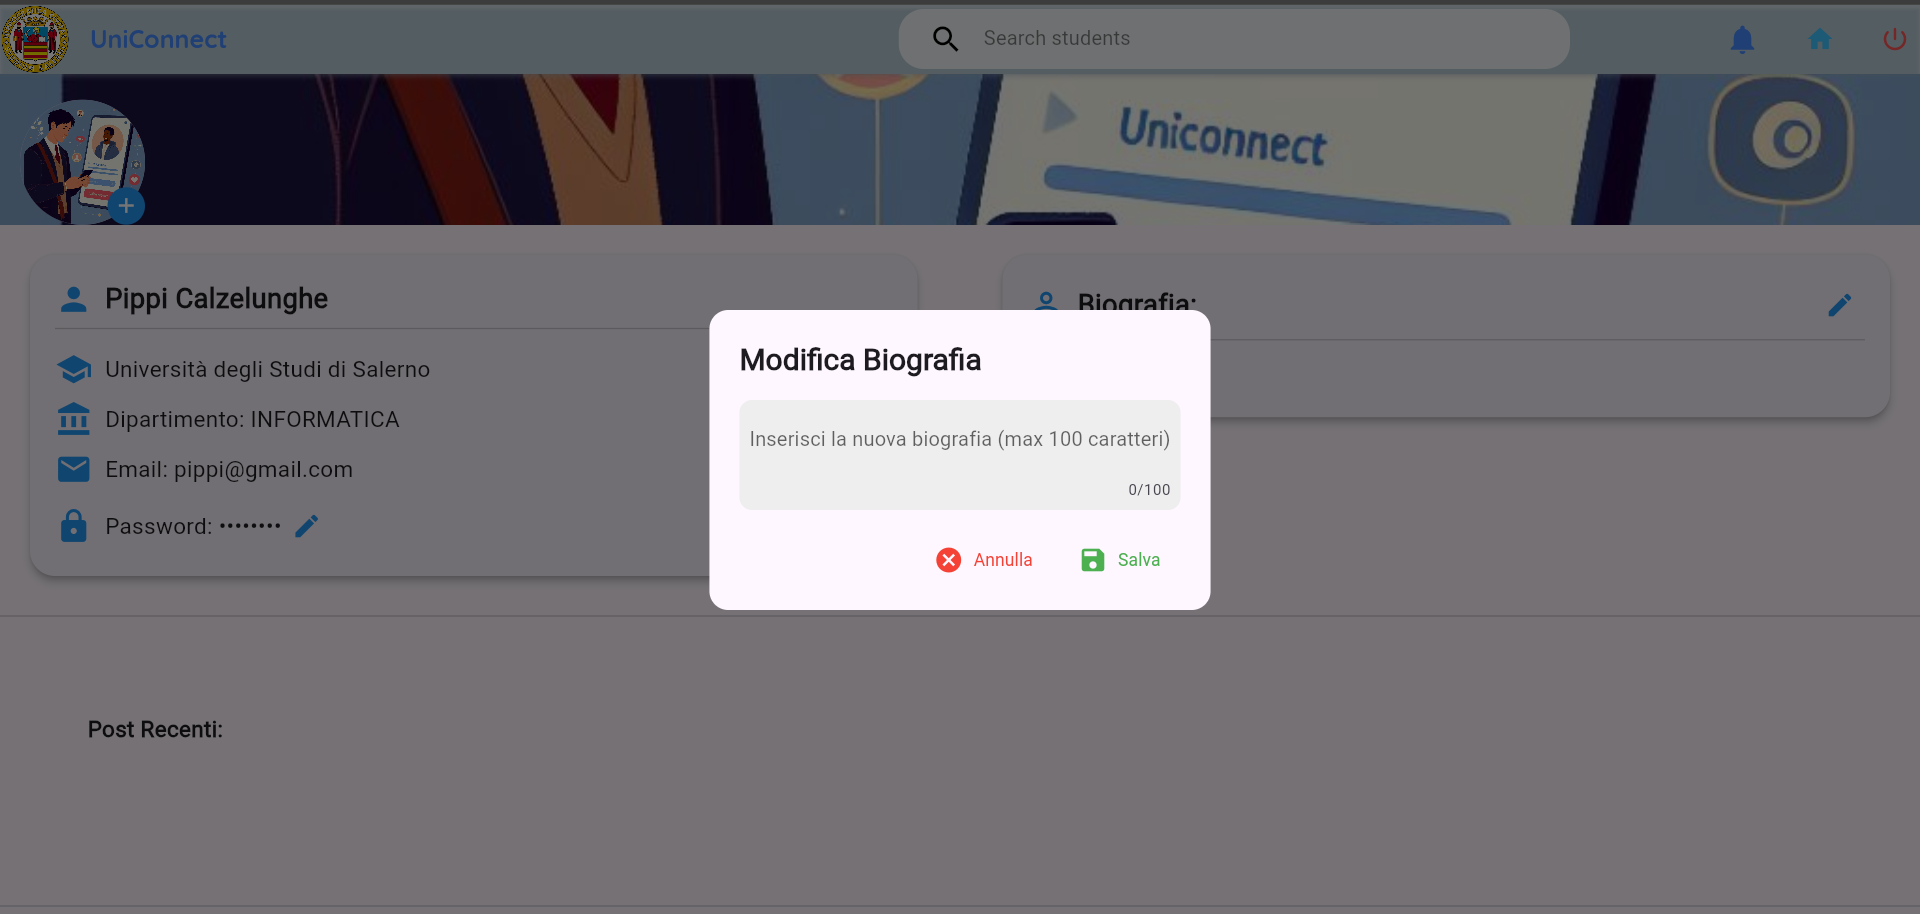 UniConnect
Search students
Uniconnect
Pippi Calzelunghe
Università degli Studi di Salerno
Dipartimento: INFORMATICA
Email: pippi@gmail.com
Password: ••••••••
Biografia:
Modifica Biografia
Inserisci la nuova biografia (max 100 caratteri)
0/100
Annulla
Salva
Post Recenti: